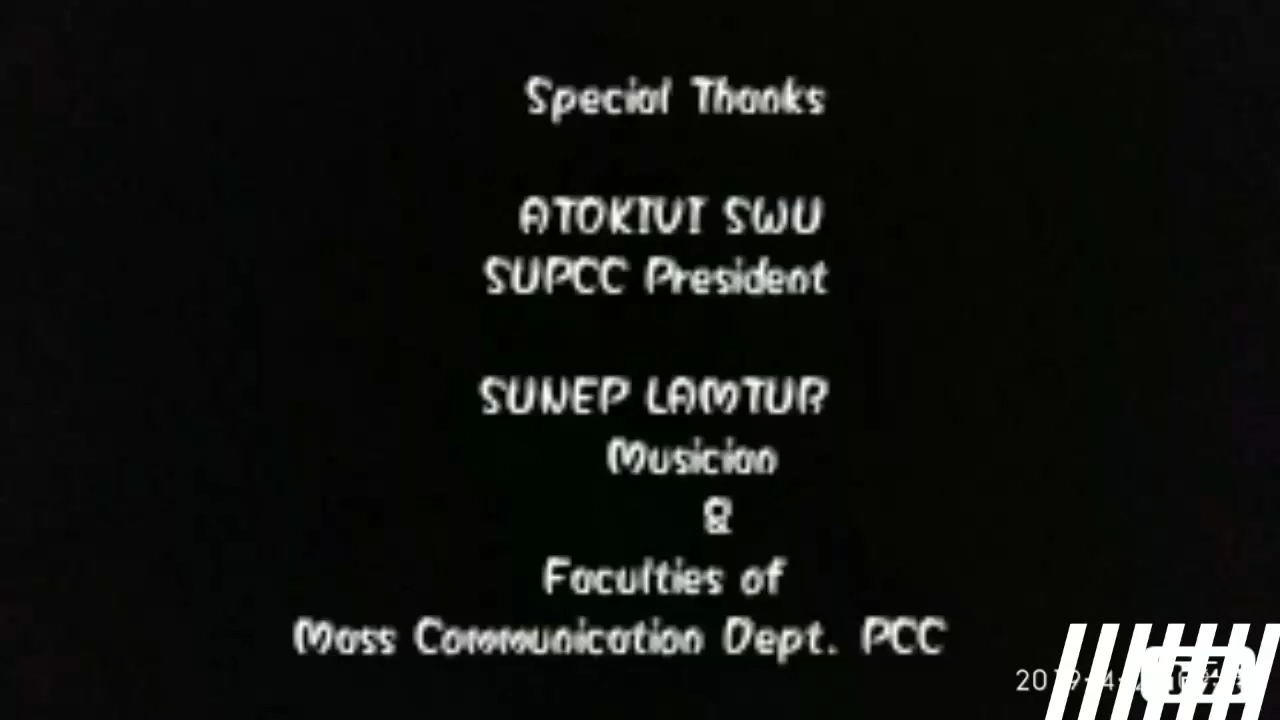 Special Thanks
ATOKIVI SWU
SUPCC President
SUNEP LAMTUR
Musician
&
Faculties of
Mass Communication Dept. PCC